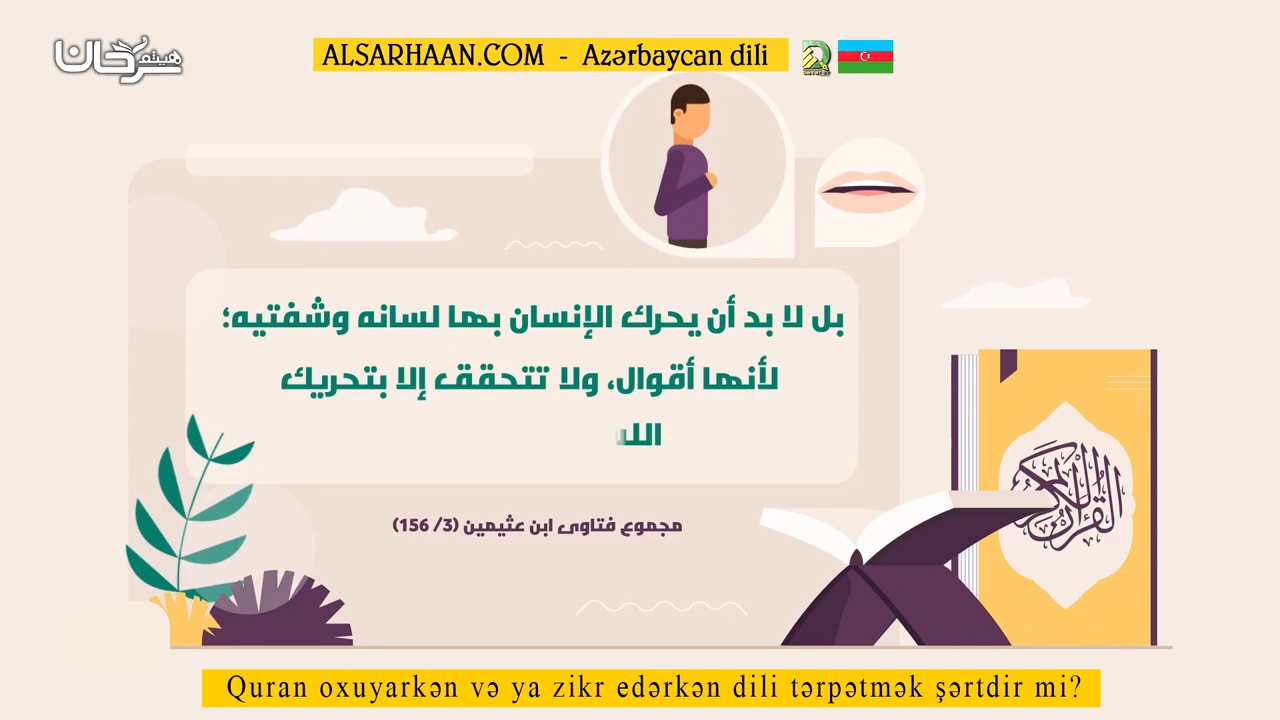 هيثم سرحان
ALSARHAAN.COM - Azərbaycan dili
بل لا بد أن يحرك الإنسان بها لسانه وشفتيه؛
لأنها أقوال، ولا تتحقق إلا بتحريك
الل
مجموع فتاوى ابن عثيمين (3/ 156)
القرآن الكريم
Quran oxuyarkən və ya zikr edərkən dili tərpətmək şərtdir mi?